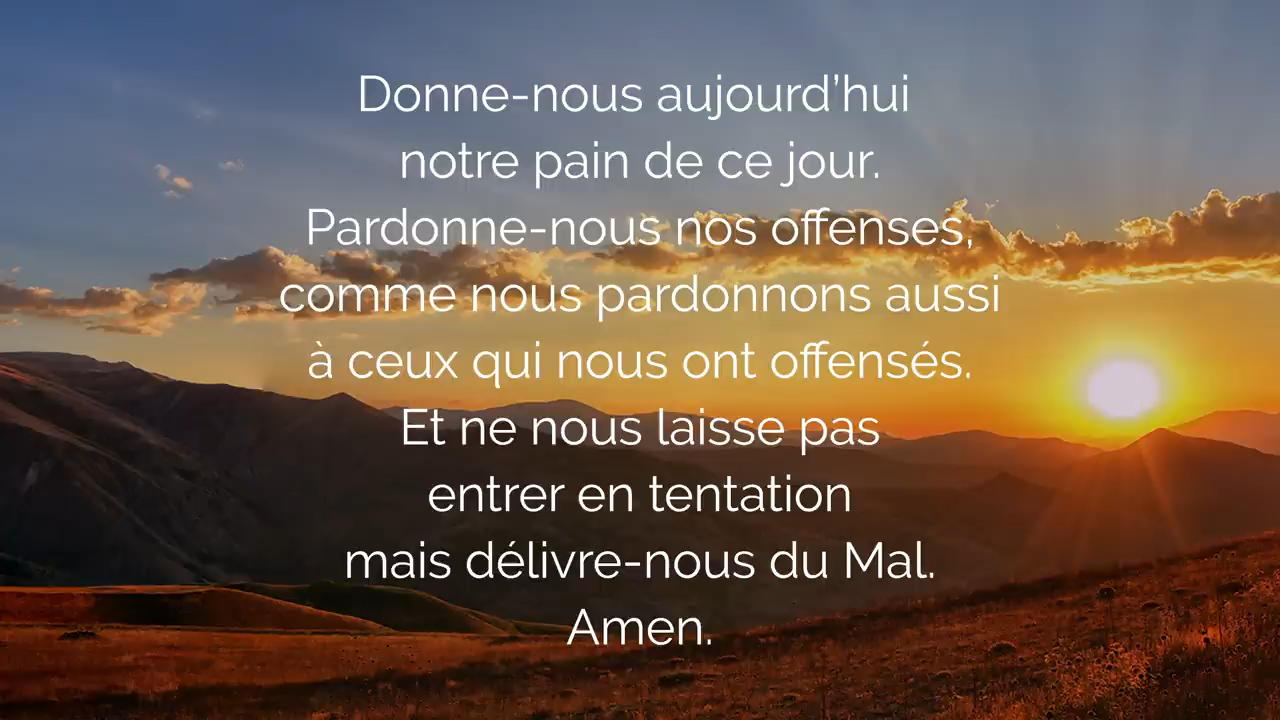 Donne-nous aujourd’hui
notre pain de ce jour.
Pardonne-nous nos offenses,
comme nous pardonnons aussi
à ceux qui nous ont offensés.
Et ne nous laisse pas
entrer en tentation
mais délivre-nous du Mal.
Amen.